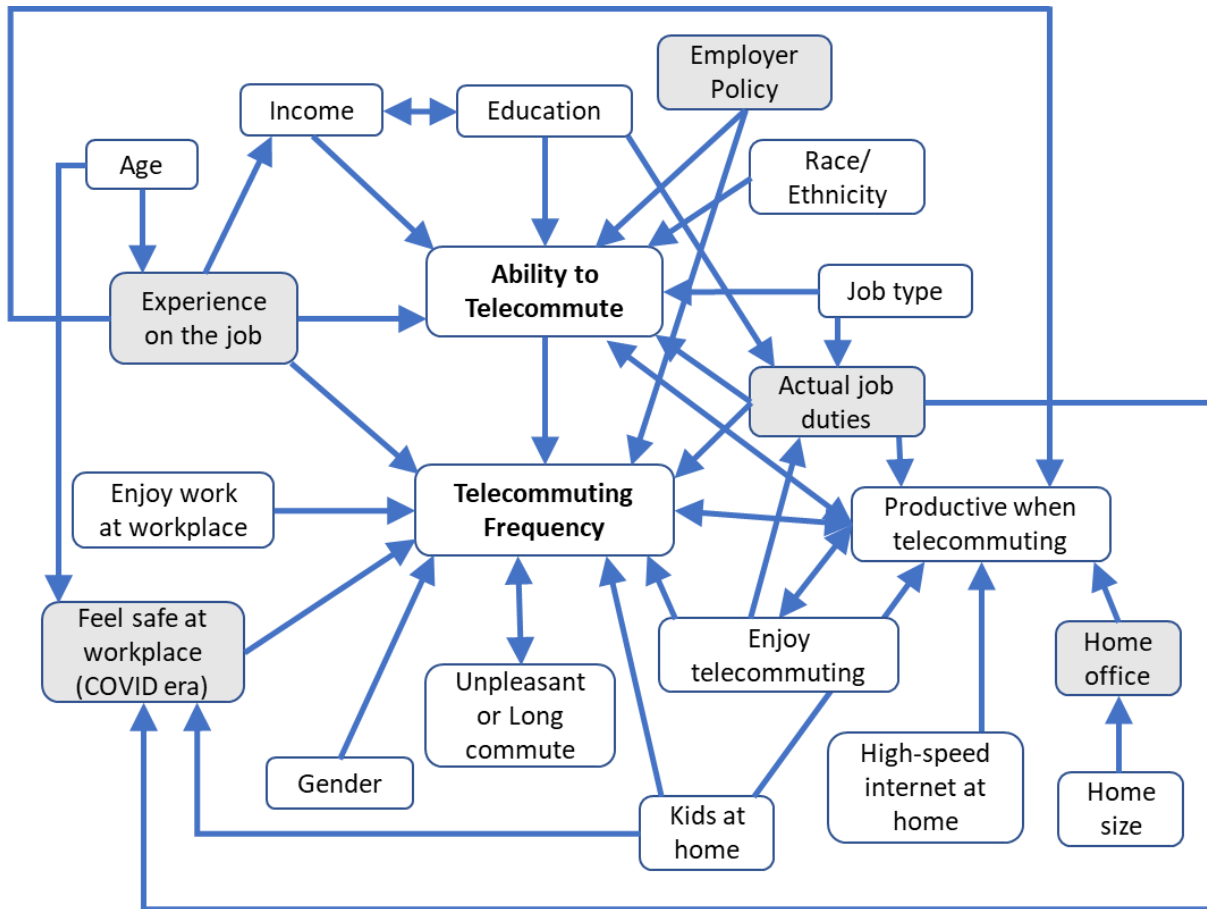 Employer
Policy
Income
Education
Age
Race/
Ethnicity
Ability to
Telecommute
Experience
on the job
Job type
Actual job
duties
Enjoy work
at workplace
Telecommuting
Frequency
Productive when
telecommuting
Feel safe at
workplace
(COVID era)
Unpleasant
or Long
commute
Enjoy
telecommuting
Home
office
Gender
Kids at
home
High-speed
internet at
home
Home
size